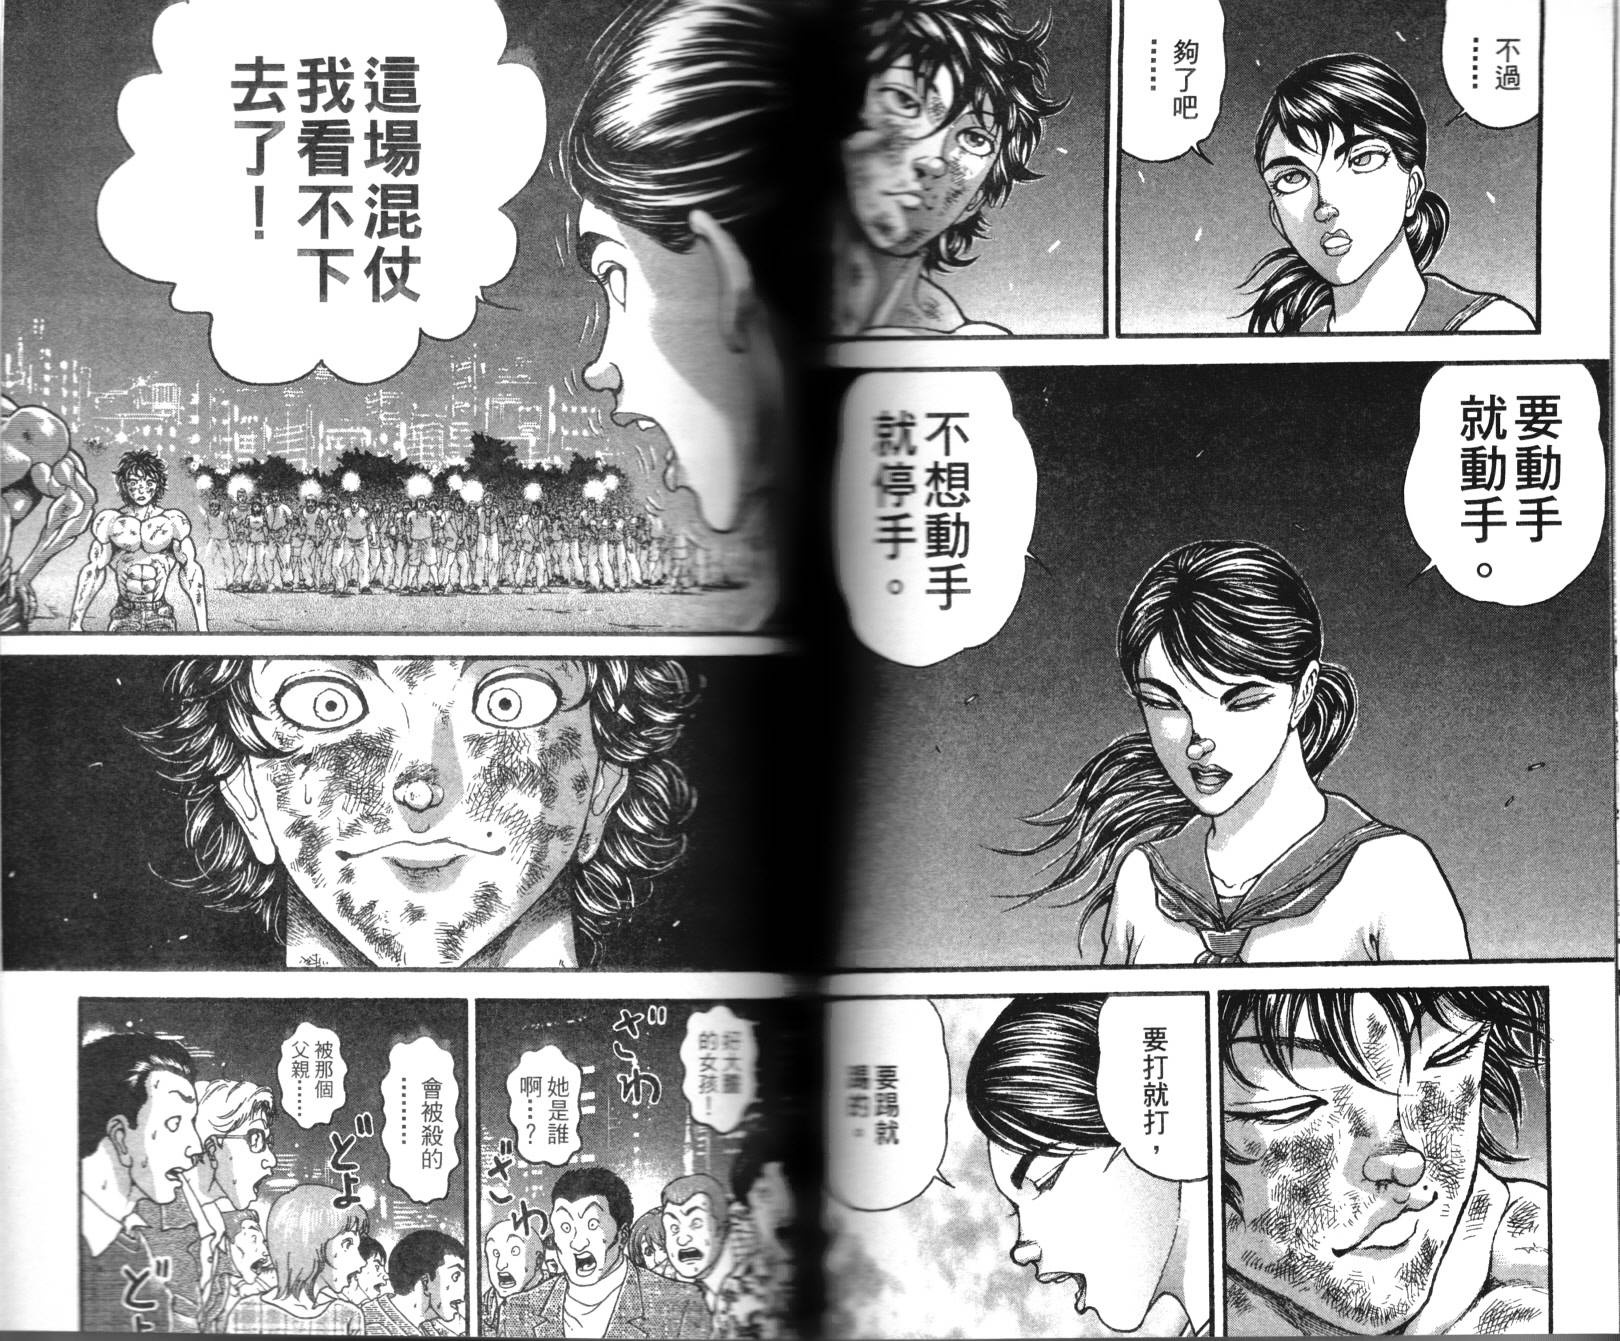 不過
……
夠了吧
……
要動手
就動手。
不想動手
就停手。
要打就打，
要踢就
踢的。
這場混仗
我看不下
去了！
好大膽
的女孩！
她是誰
啊……？
ざわ
ざわ
會被殺的
………
被那個
父親……
どよ
どよ